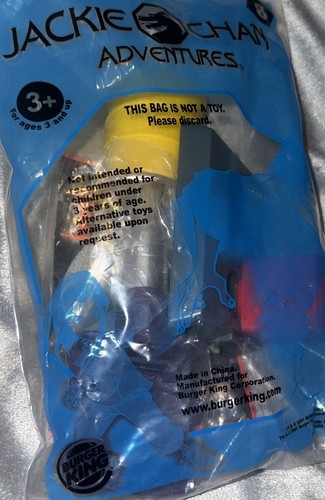 JACKIE CHAN
ADVENTURES
3+
For ages 3 and up
THIS BAG IS NOT A TOY.
Please discard.
Not intended or
recommended for
children under
3 years of age.
Alternative toys
available upon
request.
Made in China.
Manufactured for
Burger King Corporation.
www.burgerking.com
BURGER
KING